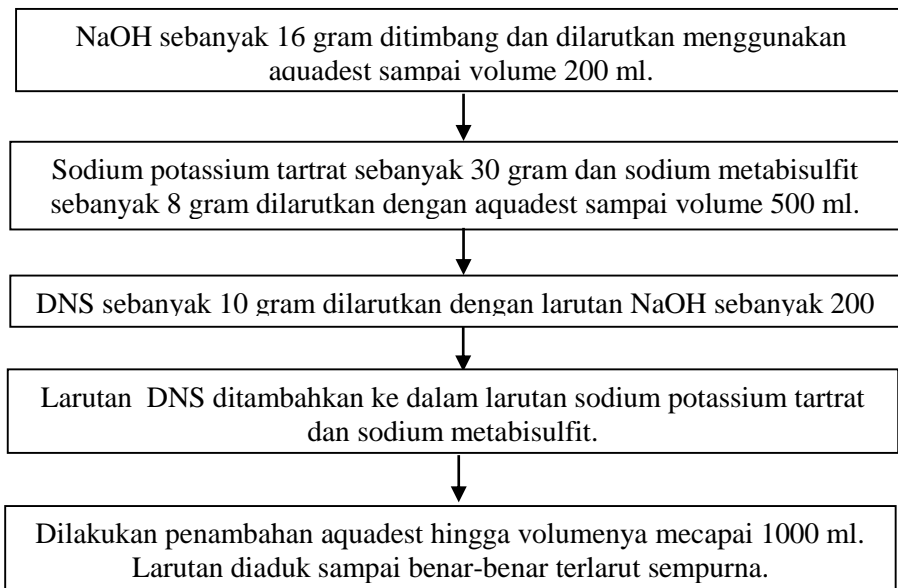 NaOH sebanyak 16 gram ditimbang dan dilarutkan menggunakan
aquadest sampai volume 200 ml.
Sodium potassium tartrat sebanyak 30 gram dan sodium metabisulfit
sebanyak 8 gram dilarutkan dengan aquadest sampai volume 500 ml.
DNS sebanyak 10 gram dilarutkan dengan larutan NaOH sebanyak 200
Larutan DNS ditambahkan ke dalam larutan sodium potassium tartrat
dan sodium metabisulfit.
Dilakukan penambahan aquadest hingga volumenya mecapai 1000 ml.
Larutan diaduk sampai benar-benar terlarut sempurna.